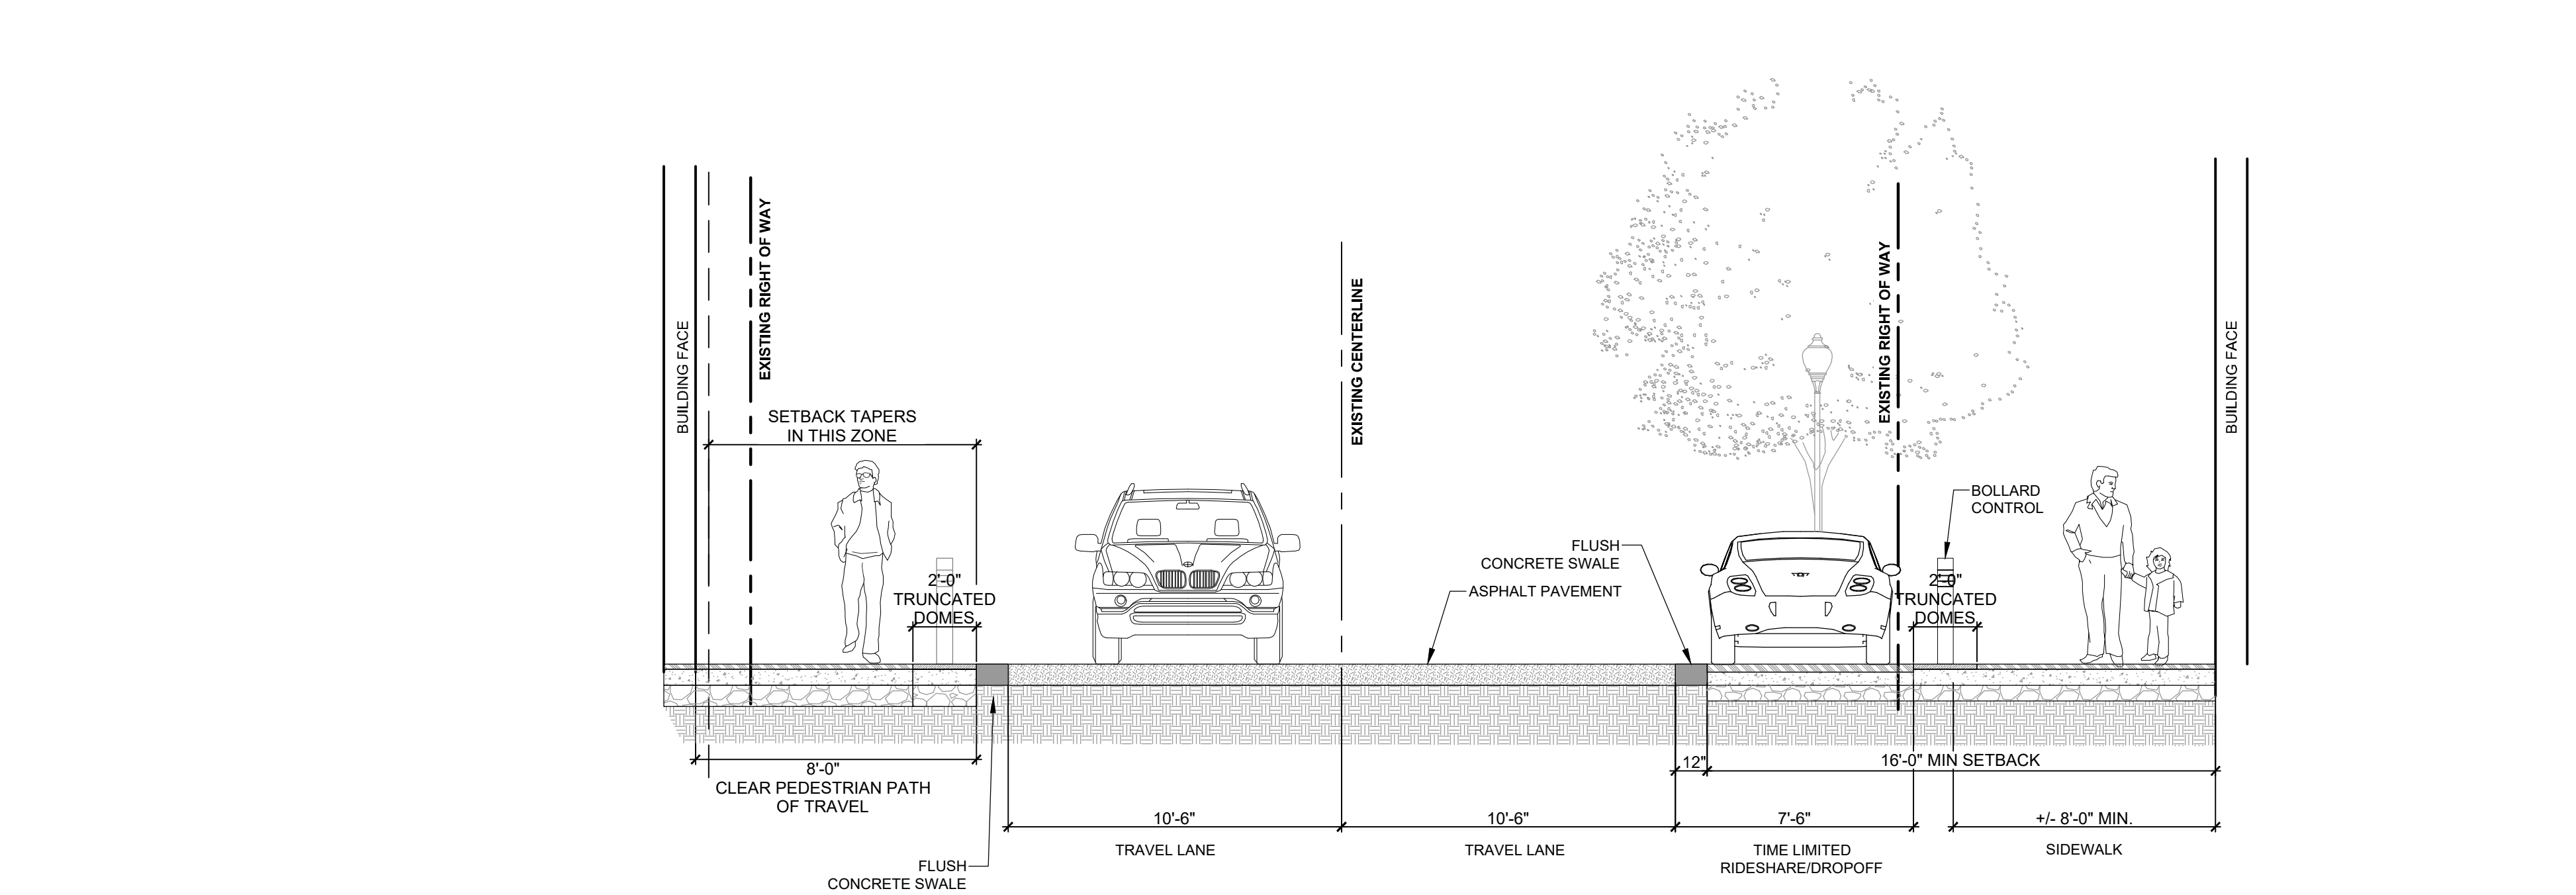 EXISTING RIGHT OF WAY
EXISTING RIGHT OF WAY
EXISTING CENTERLINE
BUILDING FACE
BUILDING FACE
SETBACK TAPERS
IN THIS ZONE
BOLLARD
CONTROL
FLUSH
CONCRETE SWALE
ASPHALT PAVEMENT
2'-0"
TRUNCATED
DOMES
2'-0"
TRUNCATED
DOMES
8'-0"
CLEAR PEDESTRIAN PATH
OF TRAVEL
12"
16'-0" MIN SETBACK
10'-6"
10'-6"
7'-6"
+/- 8'-0" MIN.
TRAVEL LANE
TRAVEL LANE
TIME LIMITED
RIDESHARE/DROPOFF
SIDEWALK
FLUSH
CONCRETE SWALE